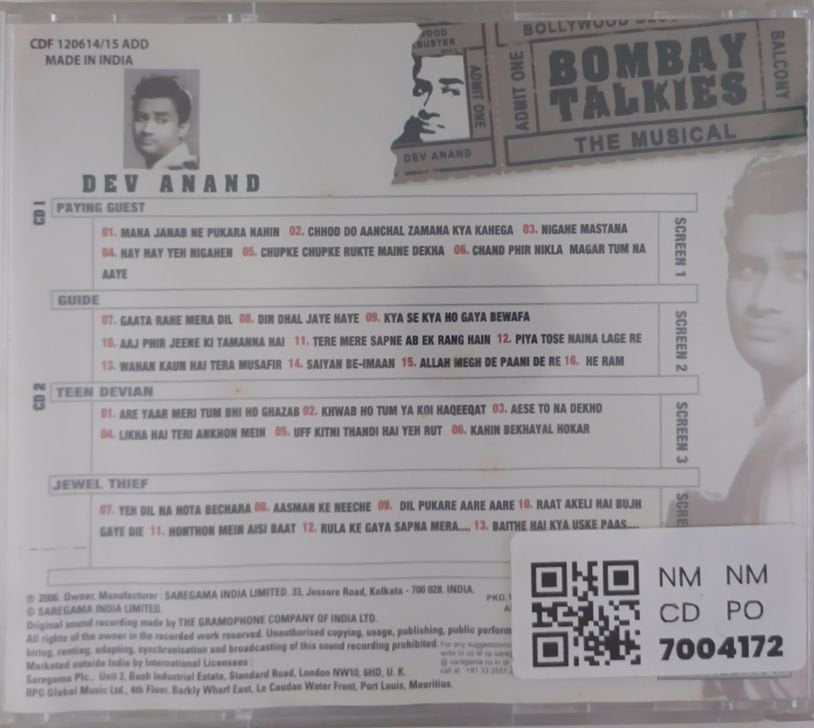 CDF 120614/15 ADD
MADE IN INDIA
DEV ANAND
BUSTER
ADMIT ONE
DEV ANAND
ADMIT ONE
BOMBAY
TALKIES
THE MUSICAL
BALCONY
CD 1
PAYING GUEST
01. MANA JANAB NE PUKARA NAHIN 02. CHHOD DO AANCHAL ZAMANA KYA KAHEGA 03. NIGAHE MASTANA
04. HAY HAY YEH NIGAHEN 05. CHUPKE CHUPKE RUKTE MAINE DEKHA 06. CHAND PHIR NIKLA MAGAR TUM NA
AAYE
SCREEN 1
GUIDE
07. GAATA RAHE MERA DIL 08. DIN DHAL JAYE HAYE 09. KYA SE KYA HO GAYA BEWAFA
10. AAJ PHIR JEENE KI TAMANNA HAI 11. TERE MERE SAPNE AB EK RANG HAIN 12. PIYA TOSE NAINA LAGE RE
13. WAHAN KAUN HAI TERA MUSAFIR 14. SAIYAN BE-IMAAN 15. ALLAH MEGH DE PAANI DE RE 16. HE RAM
SCREEN 2
CD 2
TEEN DEVIAN
01. ARE YAAR MERI TUM BHI HO GHAZAB 02. KHWAB HO TUM YA KOI HAQEEQAT 03. AESE TO NA DEKHO
04. LIKHA HAI TERI ANKHON MEIN 05. UFF KITNI THANDI HAI YEH RUT 06. KAHIN BEKHAYAL HOKAR
SCREEN 3
JEWEL THIEF
07. YEH DIL NA HOTA BECHARA 08. AASMAN KE NEECHE 09. DIL PUKARE AARE AARE 10. RAAT AKELI HAI BUJH
GAYE DIE 11. HONTHON MEIN AISI BAAT 12. RULA KE GAYA SAPNA MERA.... 13. BAITHE HAI KYA USKE PAAS....
SCRE
℗ 2006. Owner. Manufacturer : SAREGAMA INDIA LIMITED. 33, Jessore Road, Kolkata - 700 028. INDIA.
PKD.
© SAREGAMA INDIA LIMITED.
Original sound recording made by THE GRAMOPHONE COMPANY OF INDIA LTD.
All rights of the owner in the recorded work reserved. Unauthorised copying, usage, publishing, public perform
hiring, renting, adapting, synchronisation and broadcasting of this sound recording prohibited.
For any suggestion
Marketed outside India by International Licensees :
Saregama Plc., Unit 3, Bush Industrial Estate, Standard Road, London NW10, 6HD, U. K.
RPG Global Music Ltd., 4th Floor, Barkly Wharf East, Le Caudan Water Front, Port Louis, Mauritius.
NM NM
CD PO
7004172